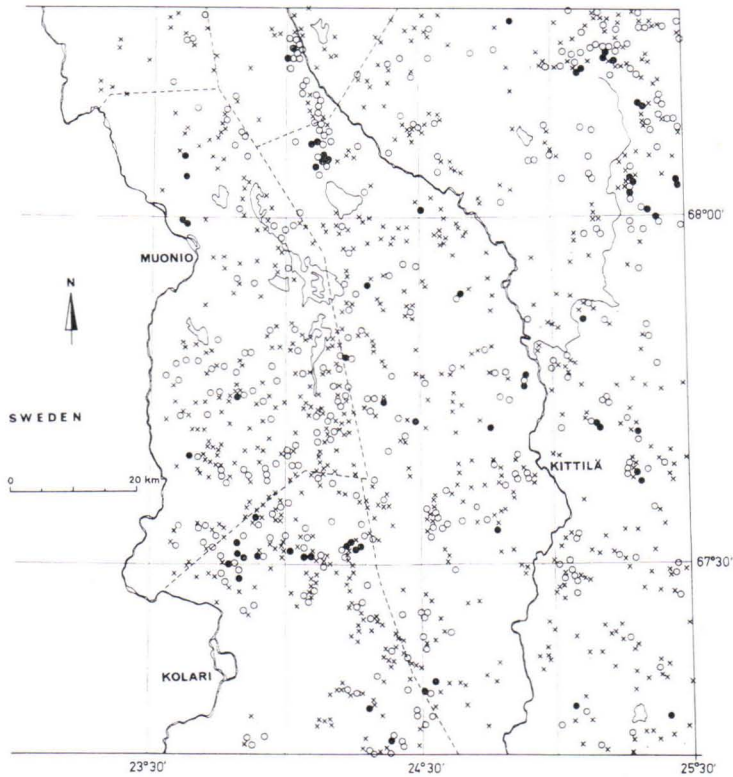 68°00'
MUONIO
N
SWEDEN
KITTILÄ
0 20 km
67°30'
KOLARI
23°30' 24°30' 25°30'